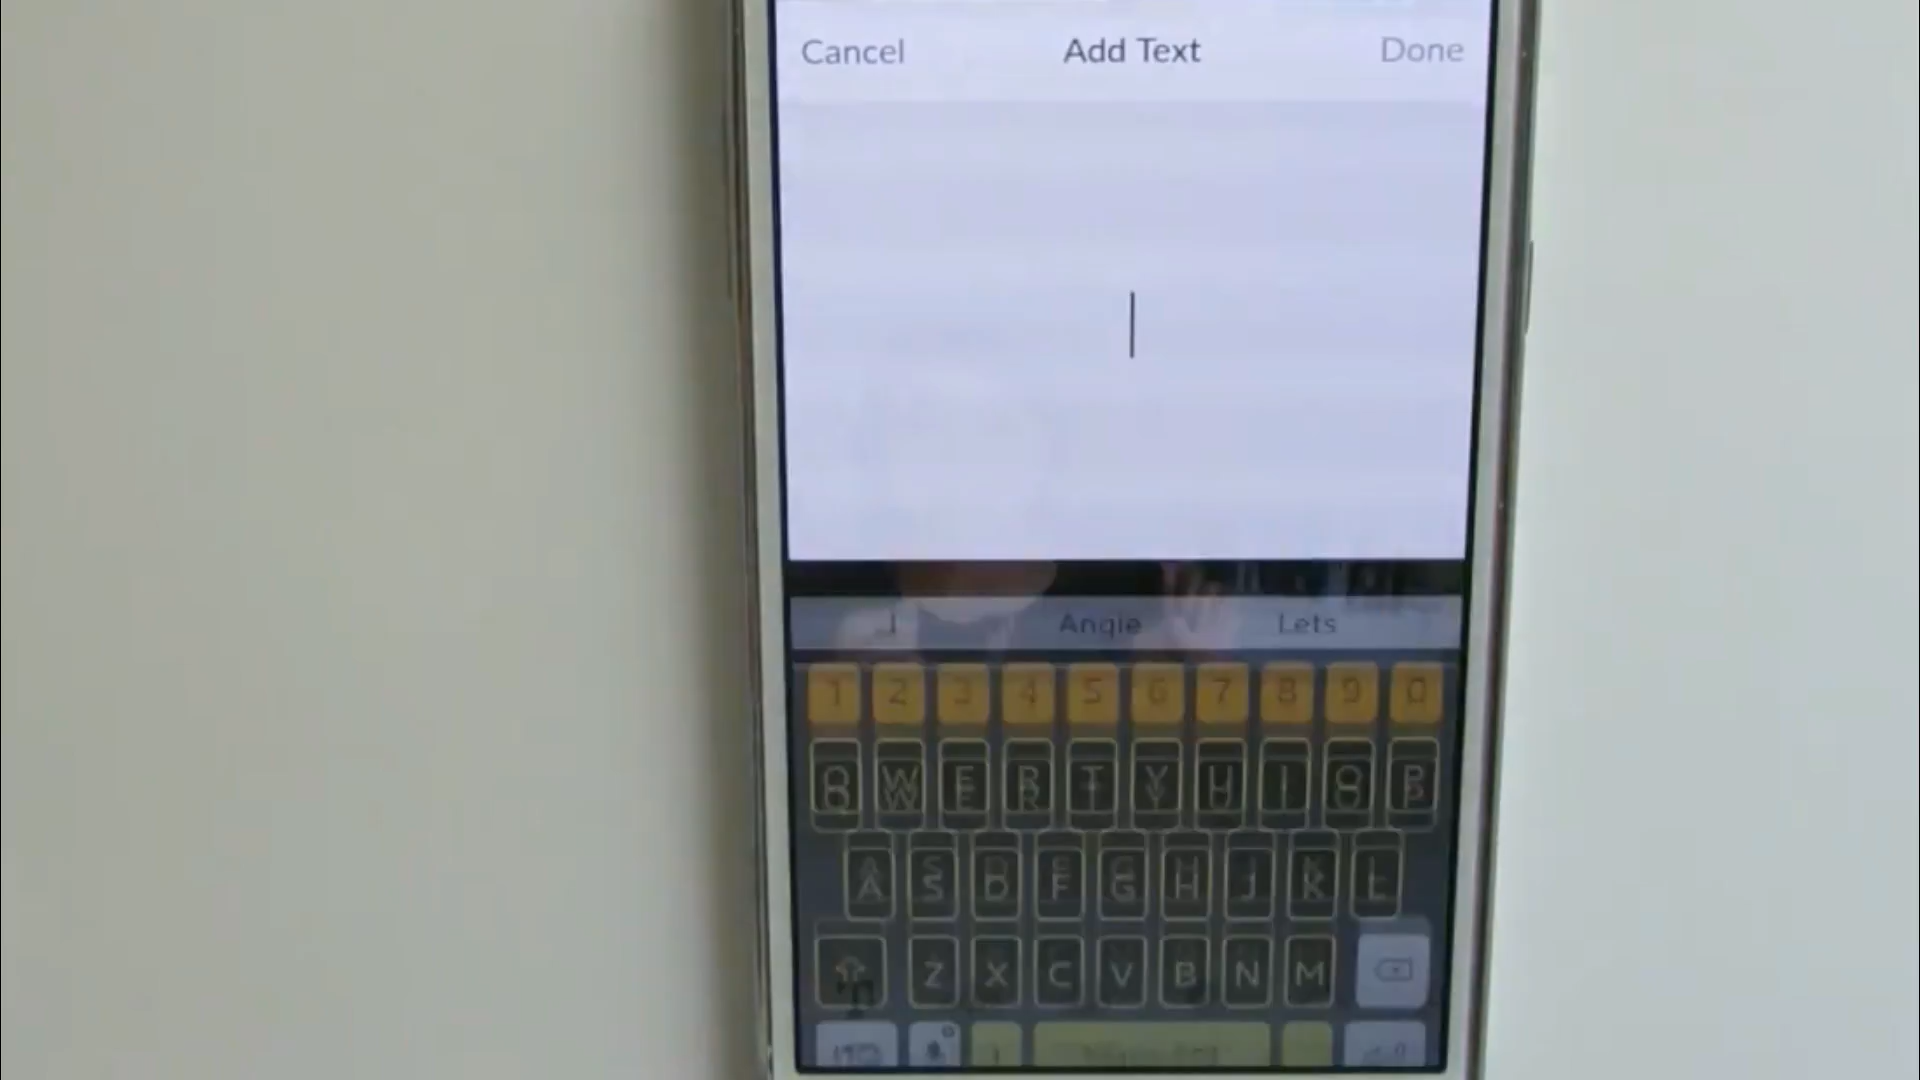 Cancel Add Text Done
Angie Lets
1 2 3 4 5 6 7 8 9 0
Q W E R T Y U I O P
A S D F G H J K L
Z X C V B N M